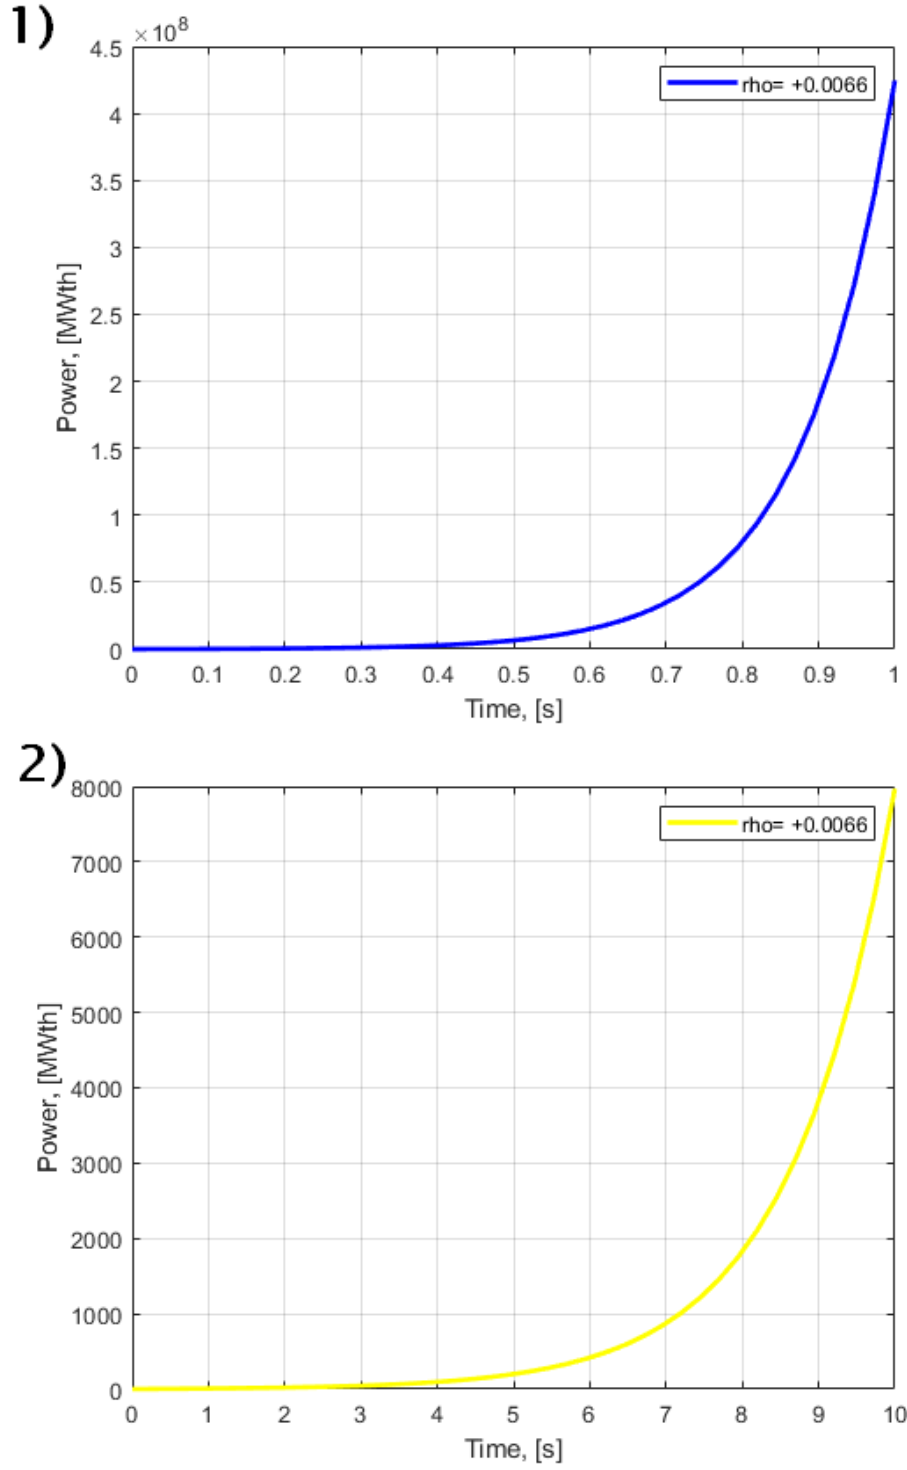 1)
×10⁸
4.5
4
3.5
3
2.5
2
1.5
1
0.5
0
rho= +0.0066
Power, [MWth]
0 0.1 0.2 0.3 0.4 0.5 0.6 0.7 0.8 0.9 1
Time, [s]
2)
8000
7000
6000
5000
4000
3000
2000
1000
0
rho= +0.0066
Power, [MWth]
0 1 2 3 4 5 6 7 8 9 10
Time, [s]